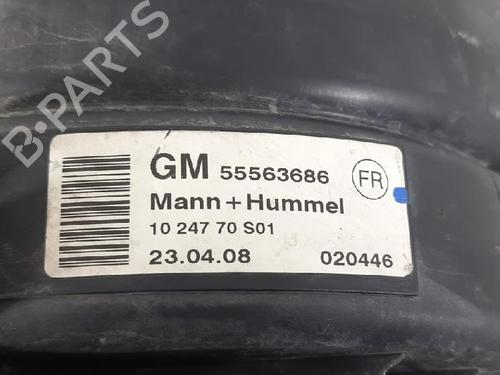 B-PARTS
GM 55563686 FR
Mann+Hummel
10 247 70 S01
23.04.08 020446